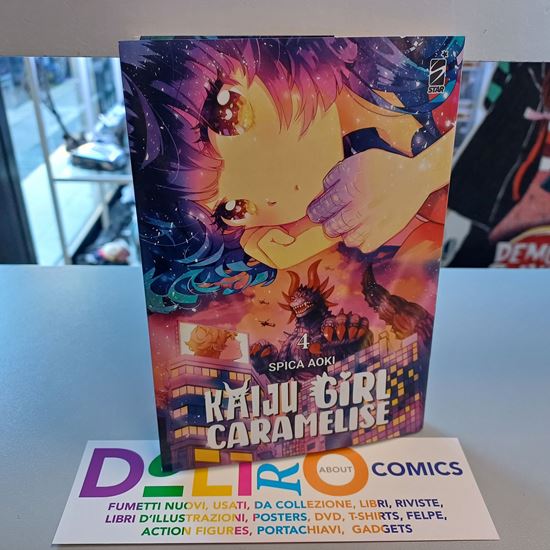 STAR
4
SPICA AOKI
KAIJU GIRL
CARAMELISE
DELIRO ABOUT COMICS
FUMETTI NUOVI, USATI, DA COLLEZIONE, LIBRI, RIVISTE,
LIBRI D'ILLUSTRAZIONI, POSTERS, DVD, T-SHIRTS, FELPE,
ACTION FIGURES, PORTACHIAVI, GADGETS